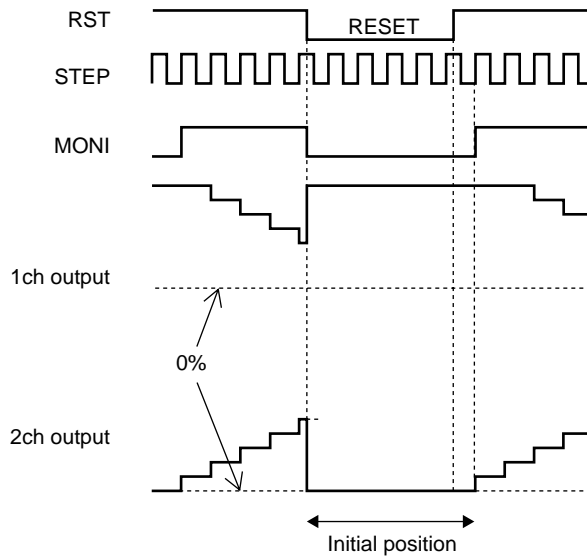 RST
RESET
STEP
MONI
1ch output
0%
2ch output
Initial position